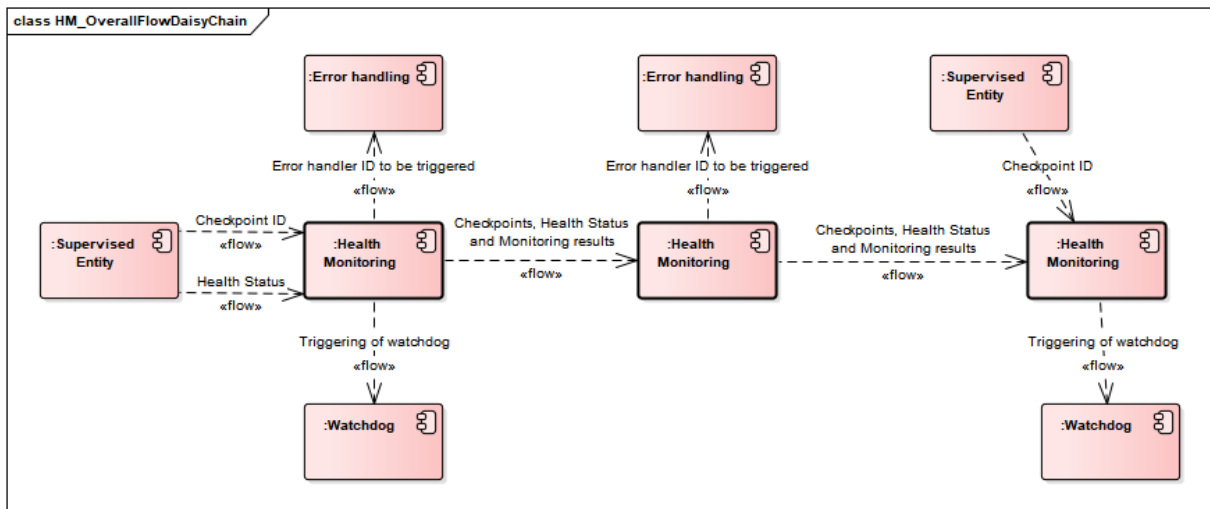 class HM_OverallFlowDaisyChain
:Error handling
:Error handling
:Supervised
Entity
Error handler ID to be triggered
«flow»
Error handler ID to be triggered
«flow»
Checkpoint ID
«flow»
:Supervised
Entity
Checkpoint ID
«flow»
Health Status
«flow»
:Health
Monitoring
Checkpoints, Health Status
and Monitoring results
«flow»
:Health
Monitoring
Checkpoints, Health Status
and Monitoring results
«flow»
:Health
Monitoring
Triggering of watchdog
«flow»
Triggering of watchdog
«flow»
:Watchdog
:Watchdog